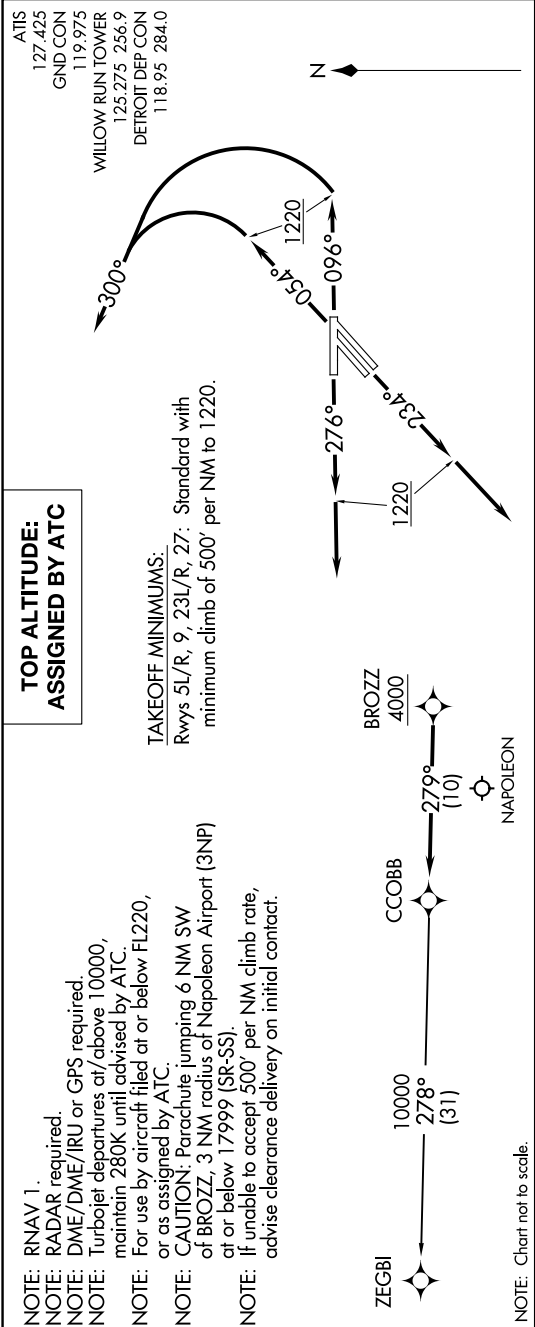 NOTE: RNAV 1.
NOTE: RADAR required.
NOTE: DME/DME/IRU or GPS required.
NOTE: Turbojet departures at/above 10000,
maintain 280K until advised by ATC.
NOTE: For use by aircraft filed at or below FL220,
or as assigned by ATC.
NOTE: CAUTION: Parachute jumping 6 NM SW
of BROZZ, 3 NM radius of Napoleon Airport (3NP)
at or below 17999 (SR-SS).
NOTE: If unable to accept 500' per NM climb rate,
advise clearance delivery on initial contact.
TOP ALTITUDE:
ASSIGNED BY ATC
ATIS
127.425
GND CON
119.975
WILLOW RUN TOWER
125.275 256.9
DETROIT DEP CON
118.95 284.0
TAKEOFF MINIMUMS:
Rwys 5L/R, 9, 23L/R, 27: Standard with
minimum climb of 500' per NM to 1220.
300°
N
1220
054°
096°
276°
234°
1220
BROZZ
4000
279°
(10)
NAPOLEON
CCOBB
10000
278°
(31)
ZEGBI
NOTE: Chart not to scale.